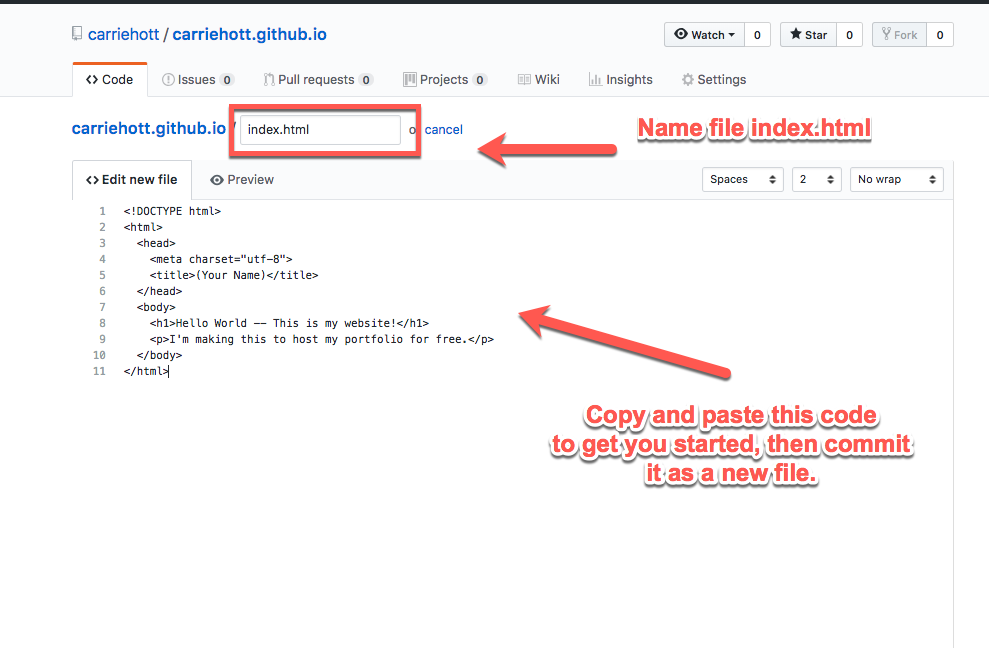 carriehott / carriehott.github.io
Watch 0 Star 0 Fork 0
Code Issues 0 Pull requests 0 Projects 0 Wiki Insights Settings
carriehott.github.io / index.html or cancel
Name file index.html
Edit new file Preview Spaces 2 No wrap
1 <!DOCTYPE html>
2 <html>
3 <head>
4 <meta charset="utf-8">
5 <title>(Your Name)</title>
6 </head>
7 <body>
8 <h1>Hello World -- This is my website!</h1>
9 <p>I'm making this to host my portfolio for free.</p>
10 </body>
11 </html>
Copy and paste this code
to get you started, then commit
it as a new file.